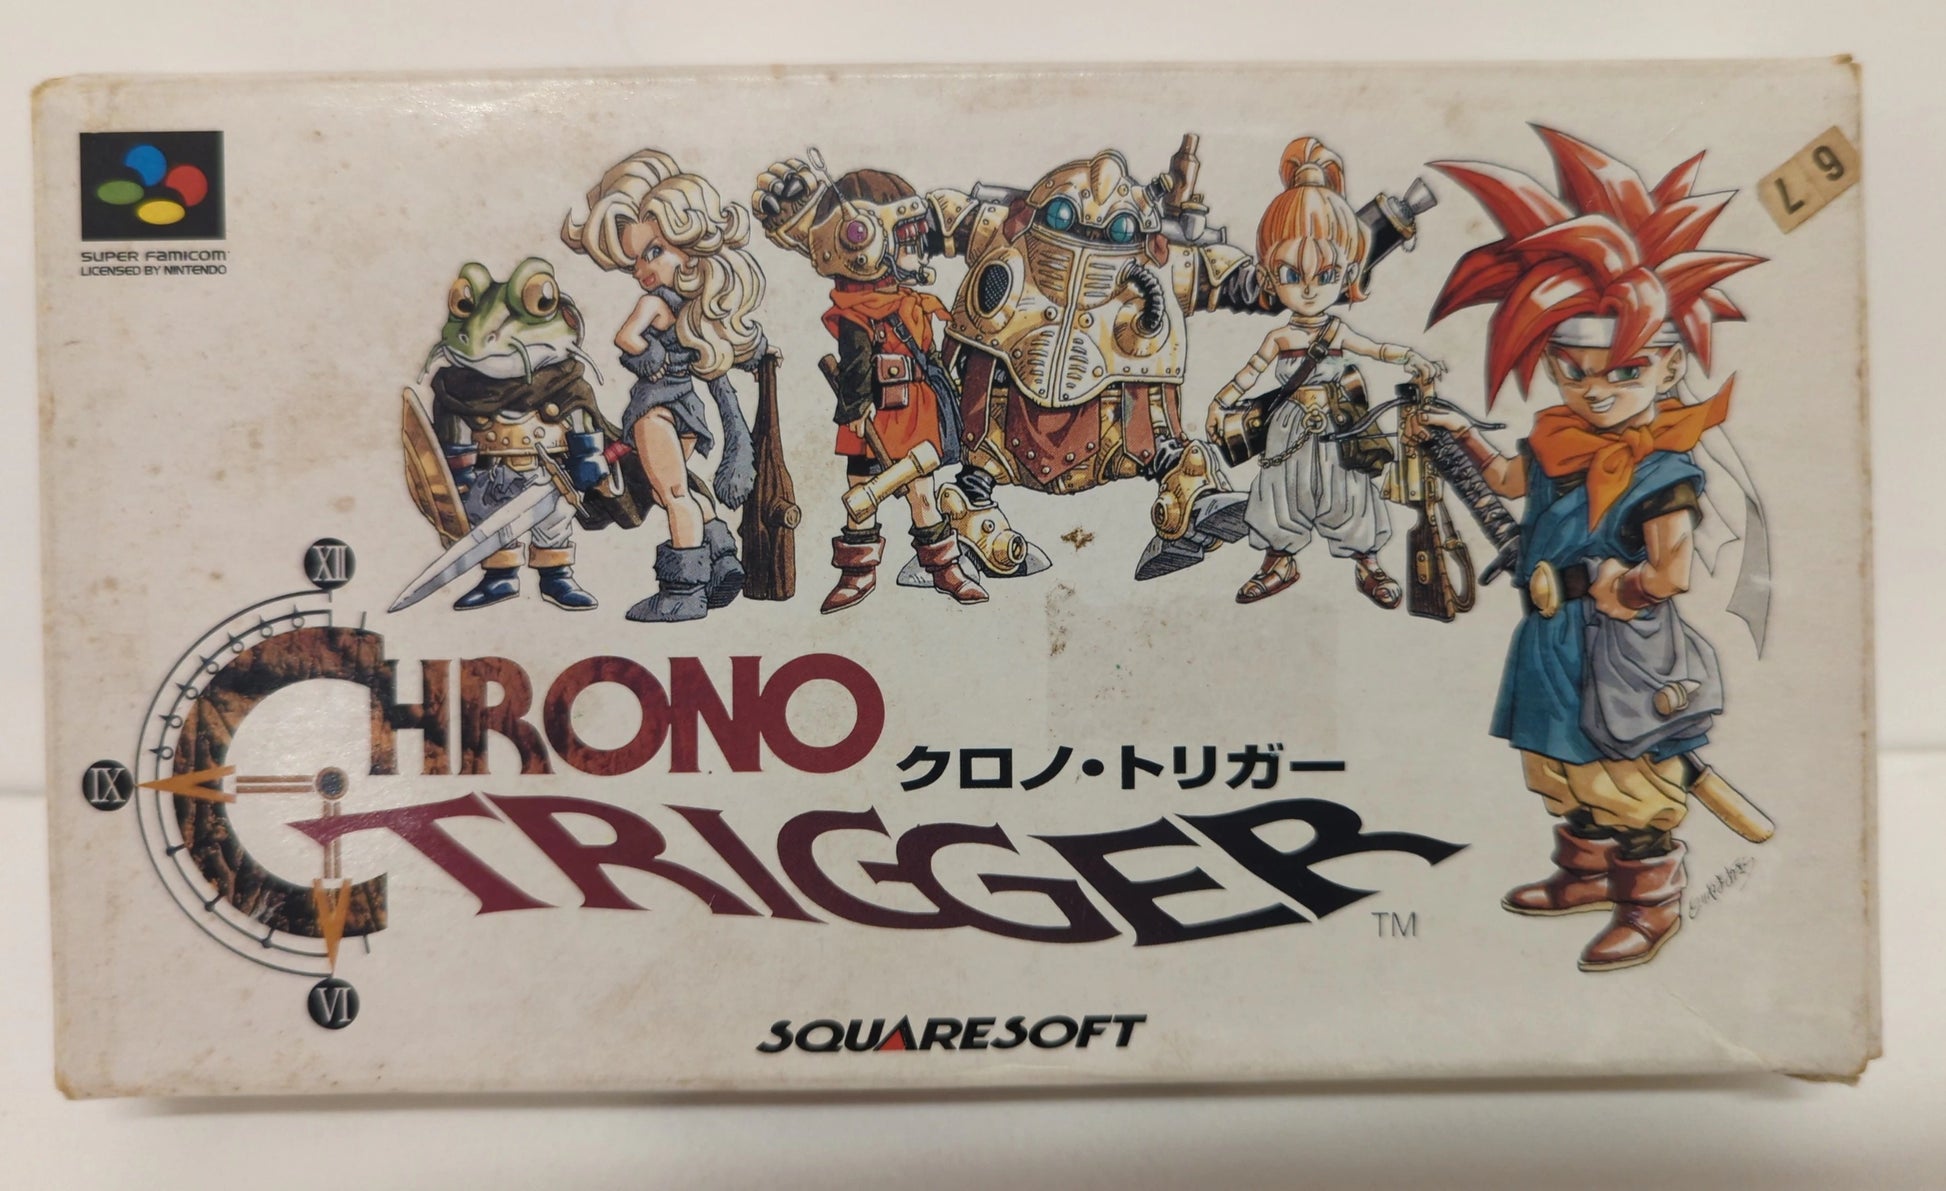 SUPER FAMICOM
LICENSED BY NINTENDO
67
XII
IX
VI
CHRONO
クロノ・トリガー
TRIGGER
TM
SQUARESOFT